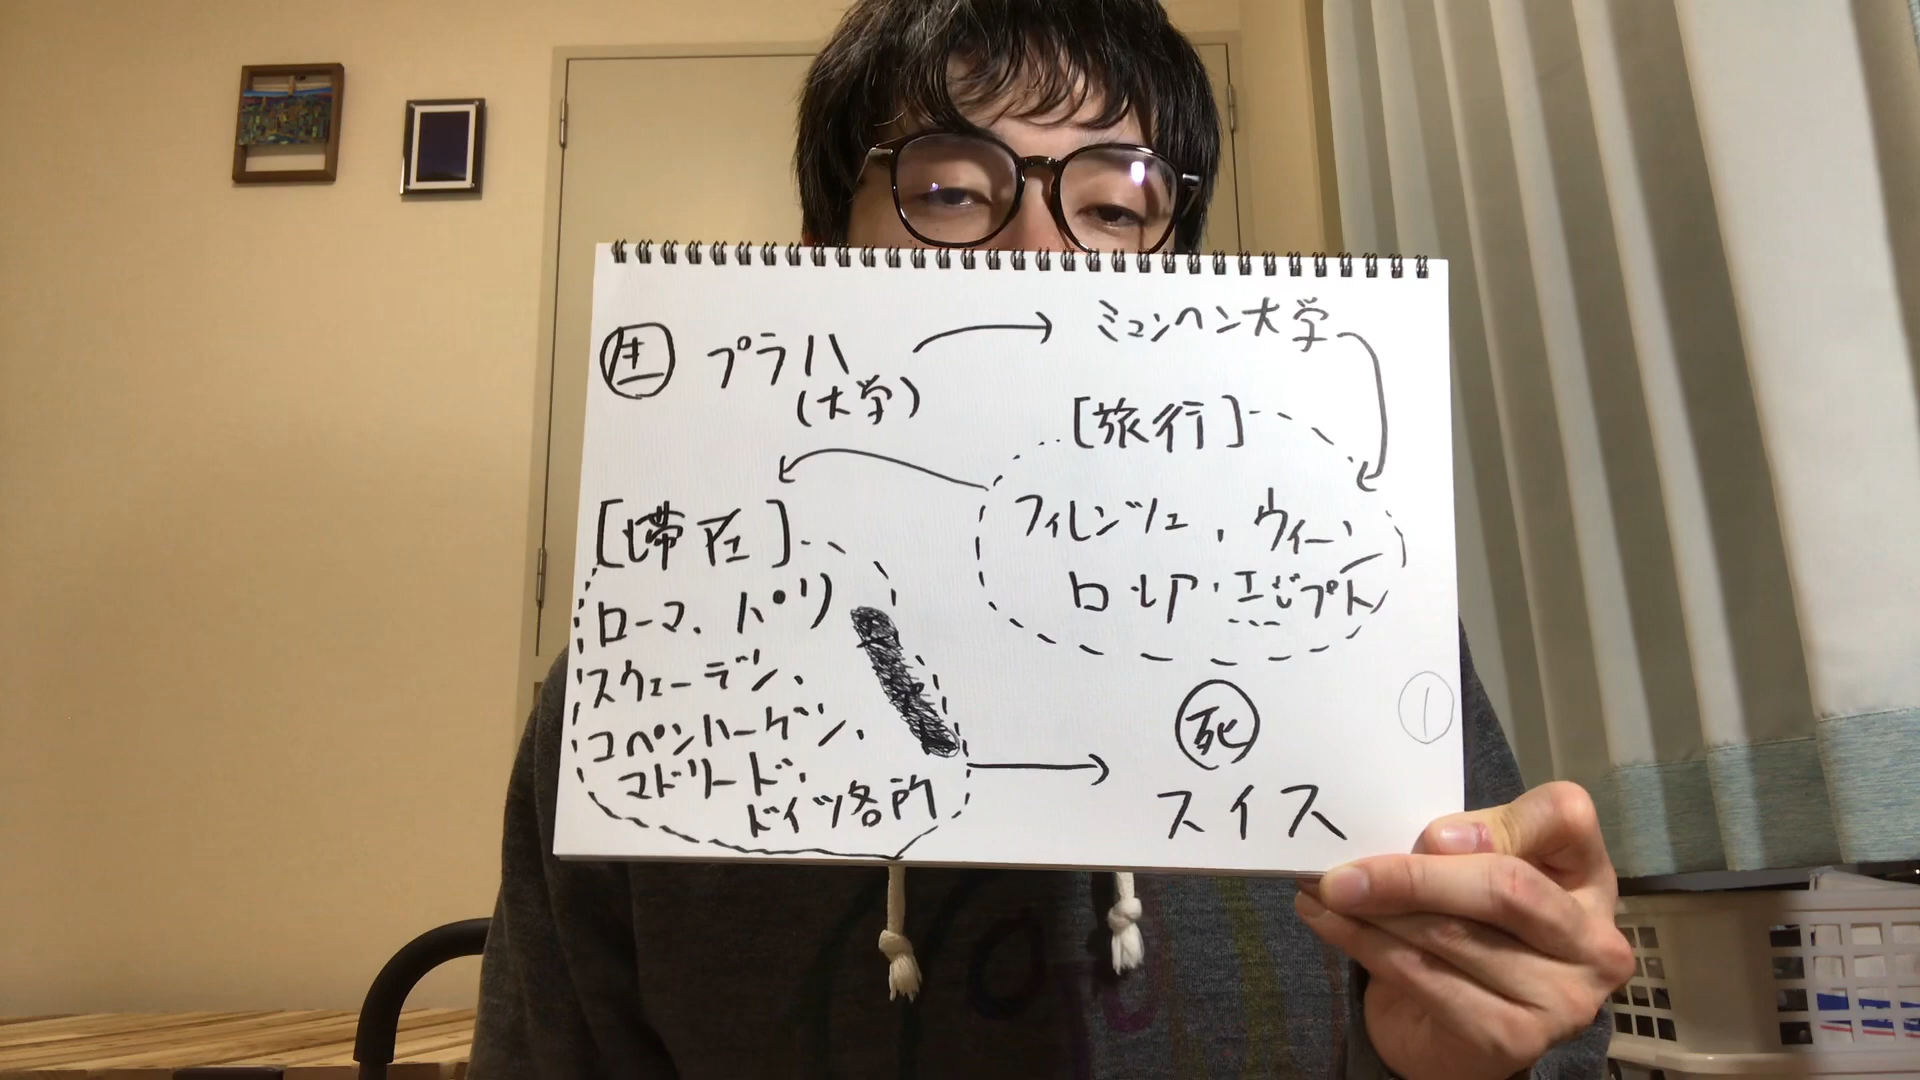 生 プラハ
(大学)
ミュンヘン大学
[旅行]
フィレンツェ、ウィーン
ロシア・エジプト
[滞在]
ローマ、パリ
スウェーデン、
コペンハーゲン、
マドリード、
ドイツ各所
死
スイス
1